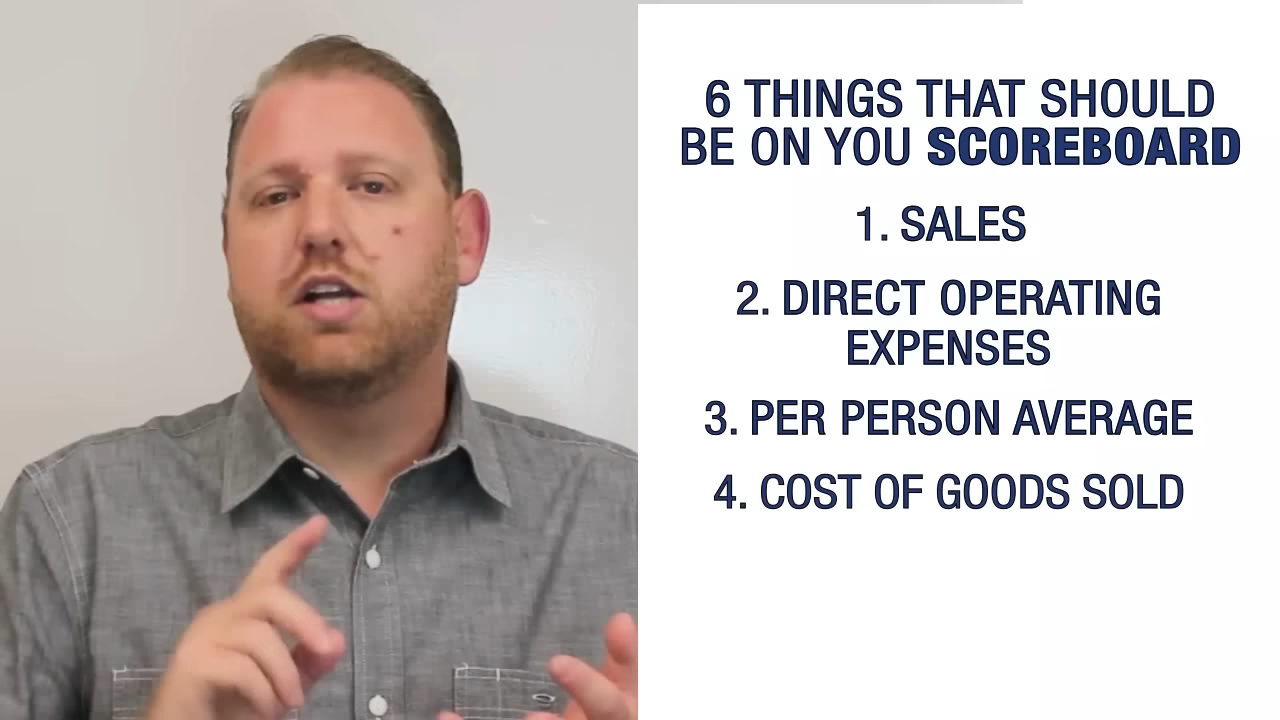 6 THINGS THAT SHOULD
BE ON YOU SCOREBOARD
1. SALES
2. DIRECT OPERATING
EXPENSES
3. PER PERSON AVERAGE
4. COST OF GOODS SOLD